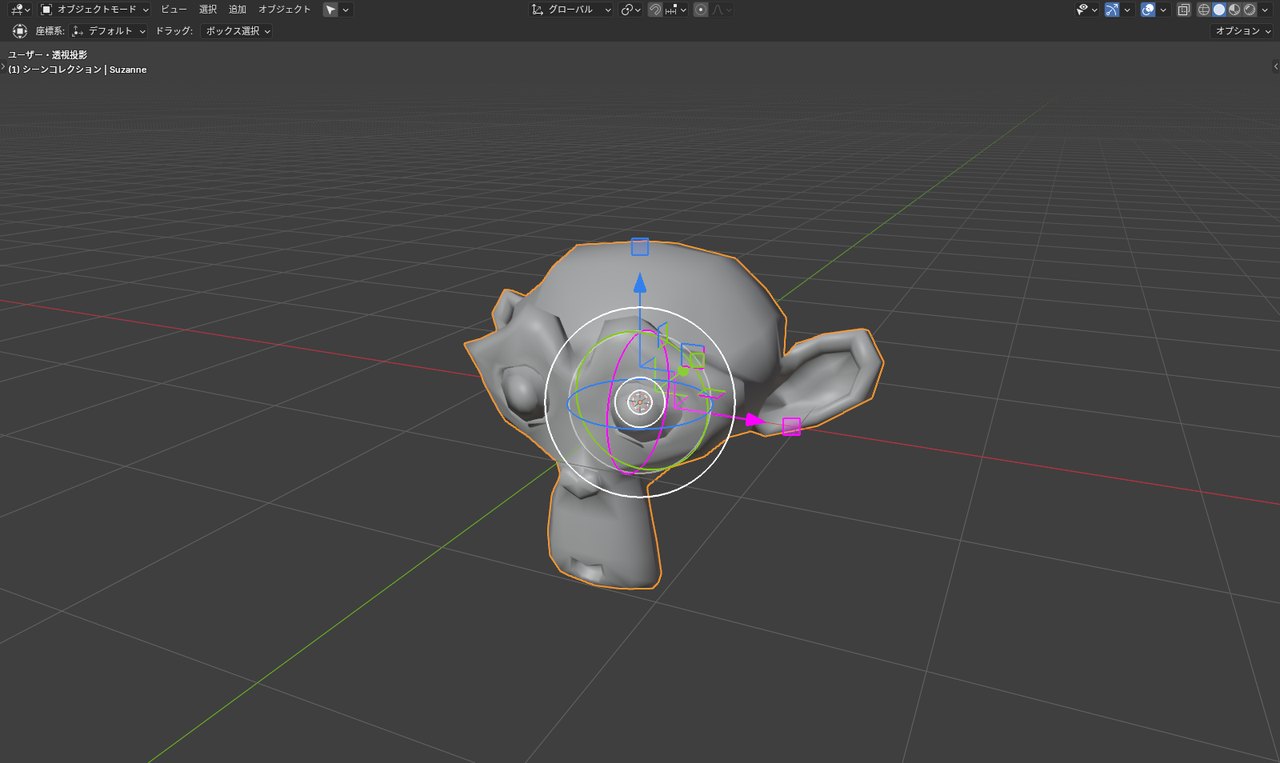 オブジェクトモード ビュー 選択 追加 オブジェクト グローバル
座標系: デフォルト ドラッグ: ボックス選択 オプション
ユーザー・透視投影
(1) シーンコレクション | Suzanne